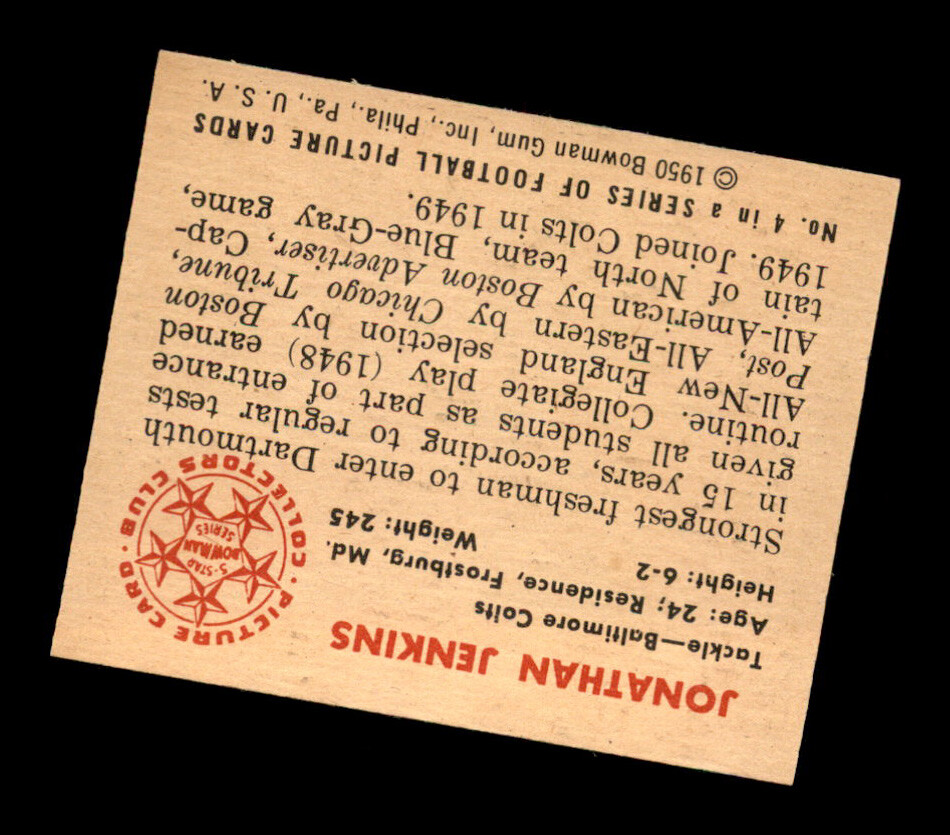 JONATHAN JENKINS
Tackle—Baltimore Colts
Age: 24; Residence, Frostburg, Md.
Height: 6-2 Weight: 245
· PICTURE CARD · COLLECTORS CLUB
5-STAR
BOWMAN
SERIES
Strongest freshman to enter Dartmouth
in 15 years, according to regular tests
given all students as part of entrance
routine. Collegiate play (1948) earned
All-New England selection by Boston
Post, All-Eastern by Chicago Tribune,
All-American by Boston Advertiser, Cap-
tain of North team, Blue-Gray game,
1949. Joined Colts in 1949.
No. 4 in a SERIES OF FOOTBALL PICTURE CARDS
© 1950 Bowman Gum, Inc., Phila., Pa., U. S. A.